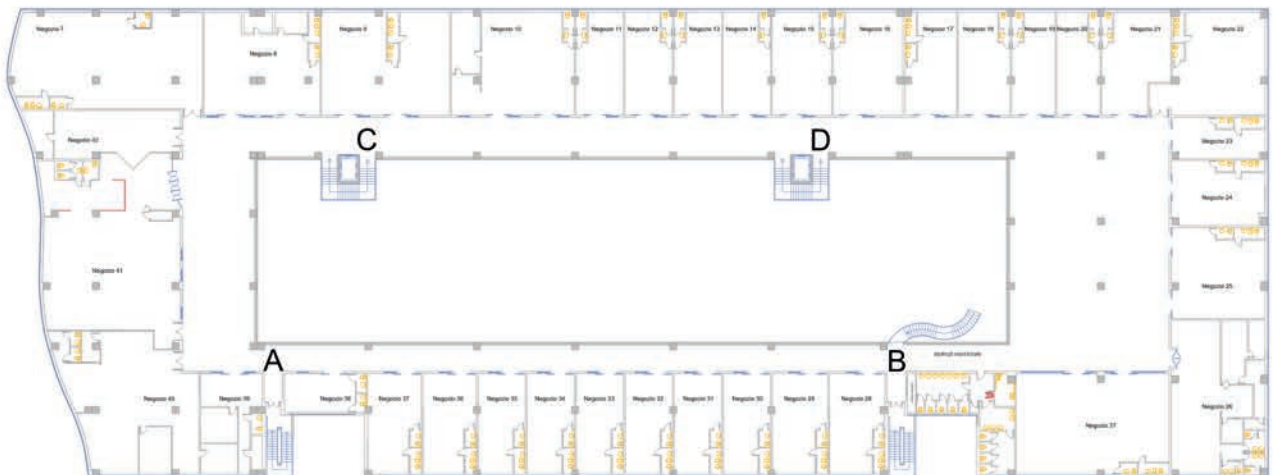 Negozio 7
Negozio 8
Negozio 9
Negozio 10
Negozio 11
Negozio 12
Negozio 13
Negozio 14
Negozio 15
Negozio 16
Negozio 17
Negozio 18
Negozio 19
Negozio 20
Negozio 21
Negozio 22
C
D
Negozio 42
Negozio 23
Negozio 24
Negozio 41
Negozio 25
A
B
Negozio 40
Negozio 39
Negozio 38
Negozio 37
Negozio 36
Negozio 35
Negozio 34
Negozio 33
Negozio 32
Negozio 31
Negozio 30
Negozio 29
Negozio 28
Negozio 27
Negozio 26